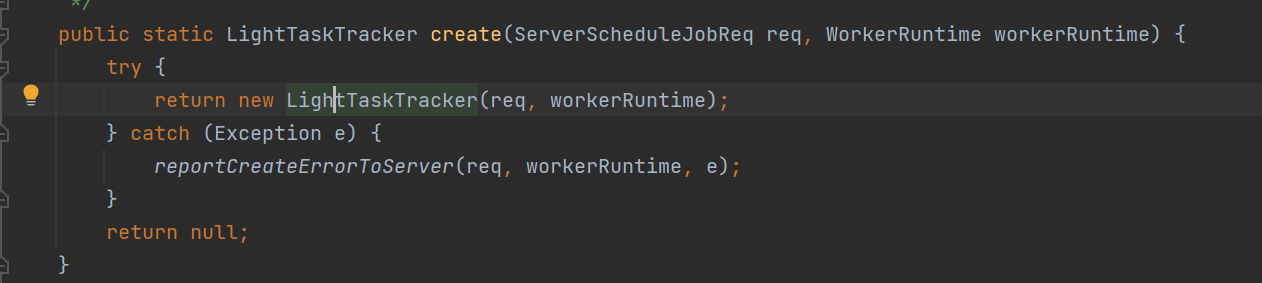 */
public static LightTaskTracker create(ServerScheduleJobReq req, WorkerRuntime workerRuntime) {
try {
return new LightTaskTracker(req, workerRuntime);
} catch (Exception e) {
reportCreateErrorToServer(req, workerRuntime, e);
}
return null;
}